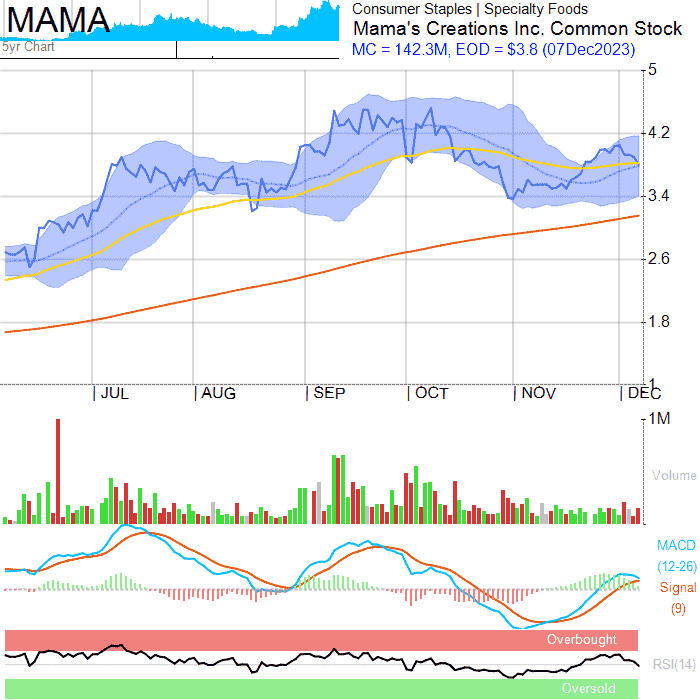 MAMA
5yr Chart
Consumer Staples | Specialty Foods
Mama's Creations Inc. Common Stock
MC = 142.3M, EOD = $3.8 (07Dec2023)
5
4.2
3.4
2.6
1.8
1
| JUL | AUG | SEP | OCT | NOV | DEC
1M
Volume
MACD
(12-26)
Signal
(9)
Overbought
RSI(14)
Oversold